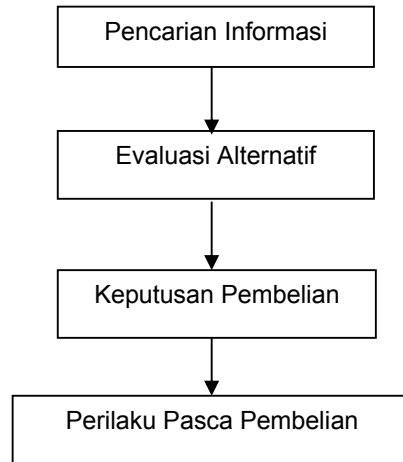 Pencarian Informasi
Evaluasi Alternatif
Keputusan Pembelian
Perilaku Pasca Pembelian